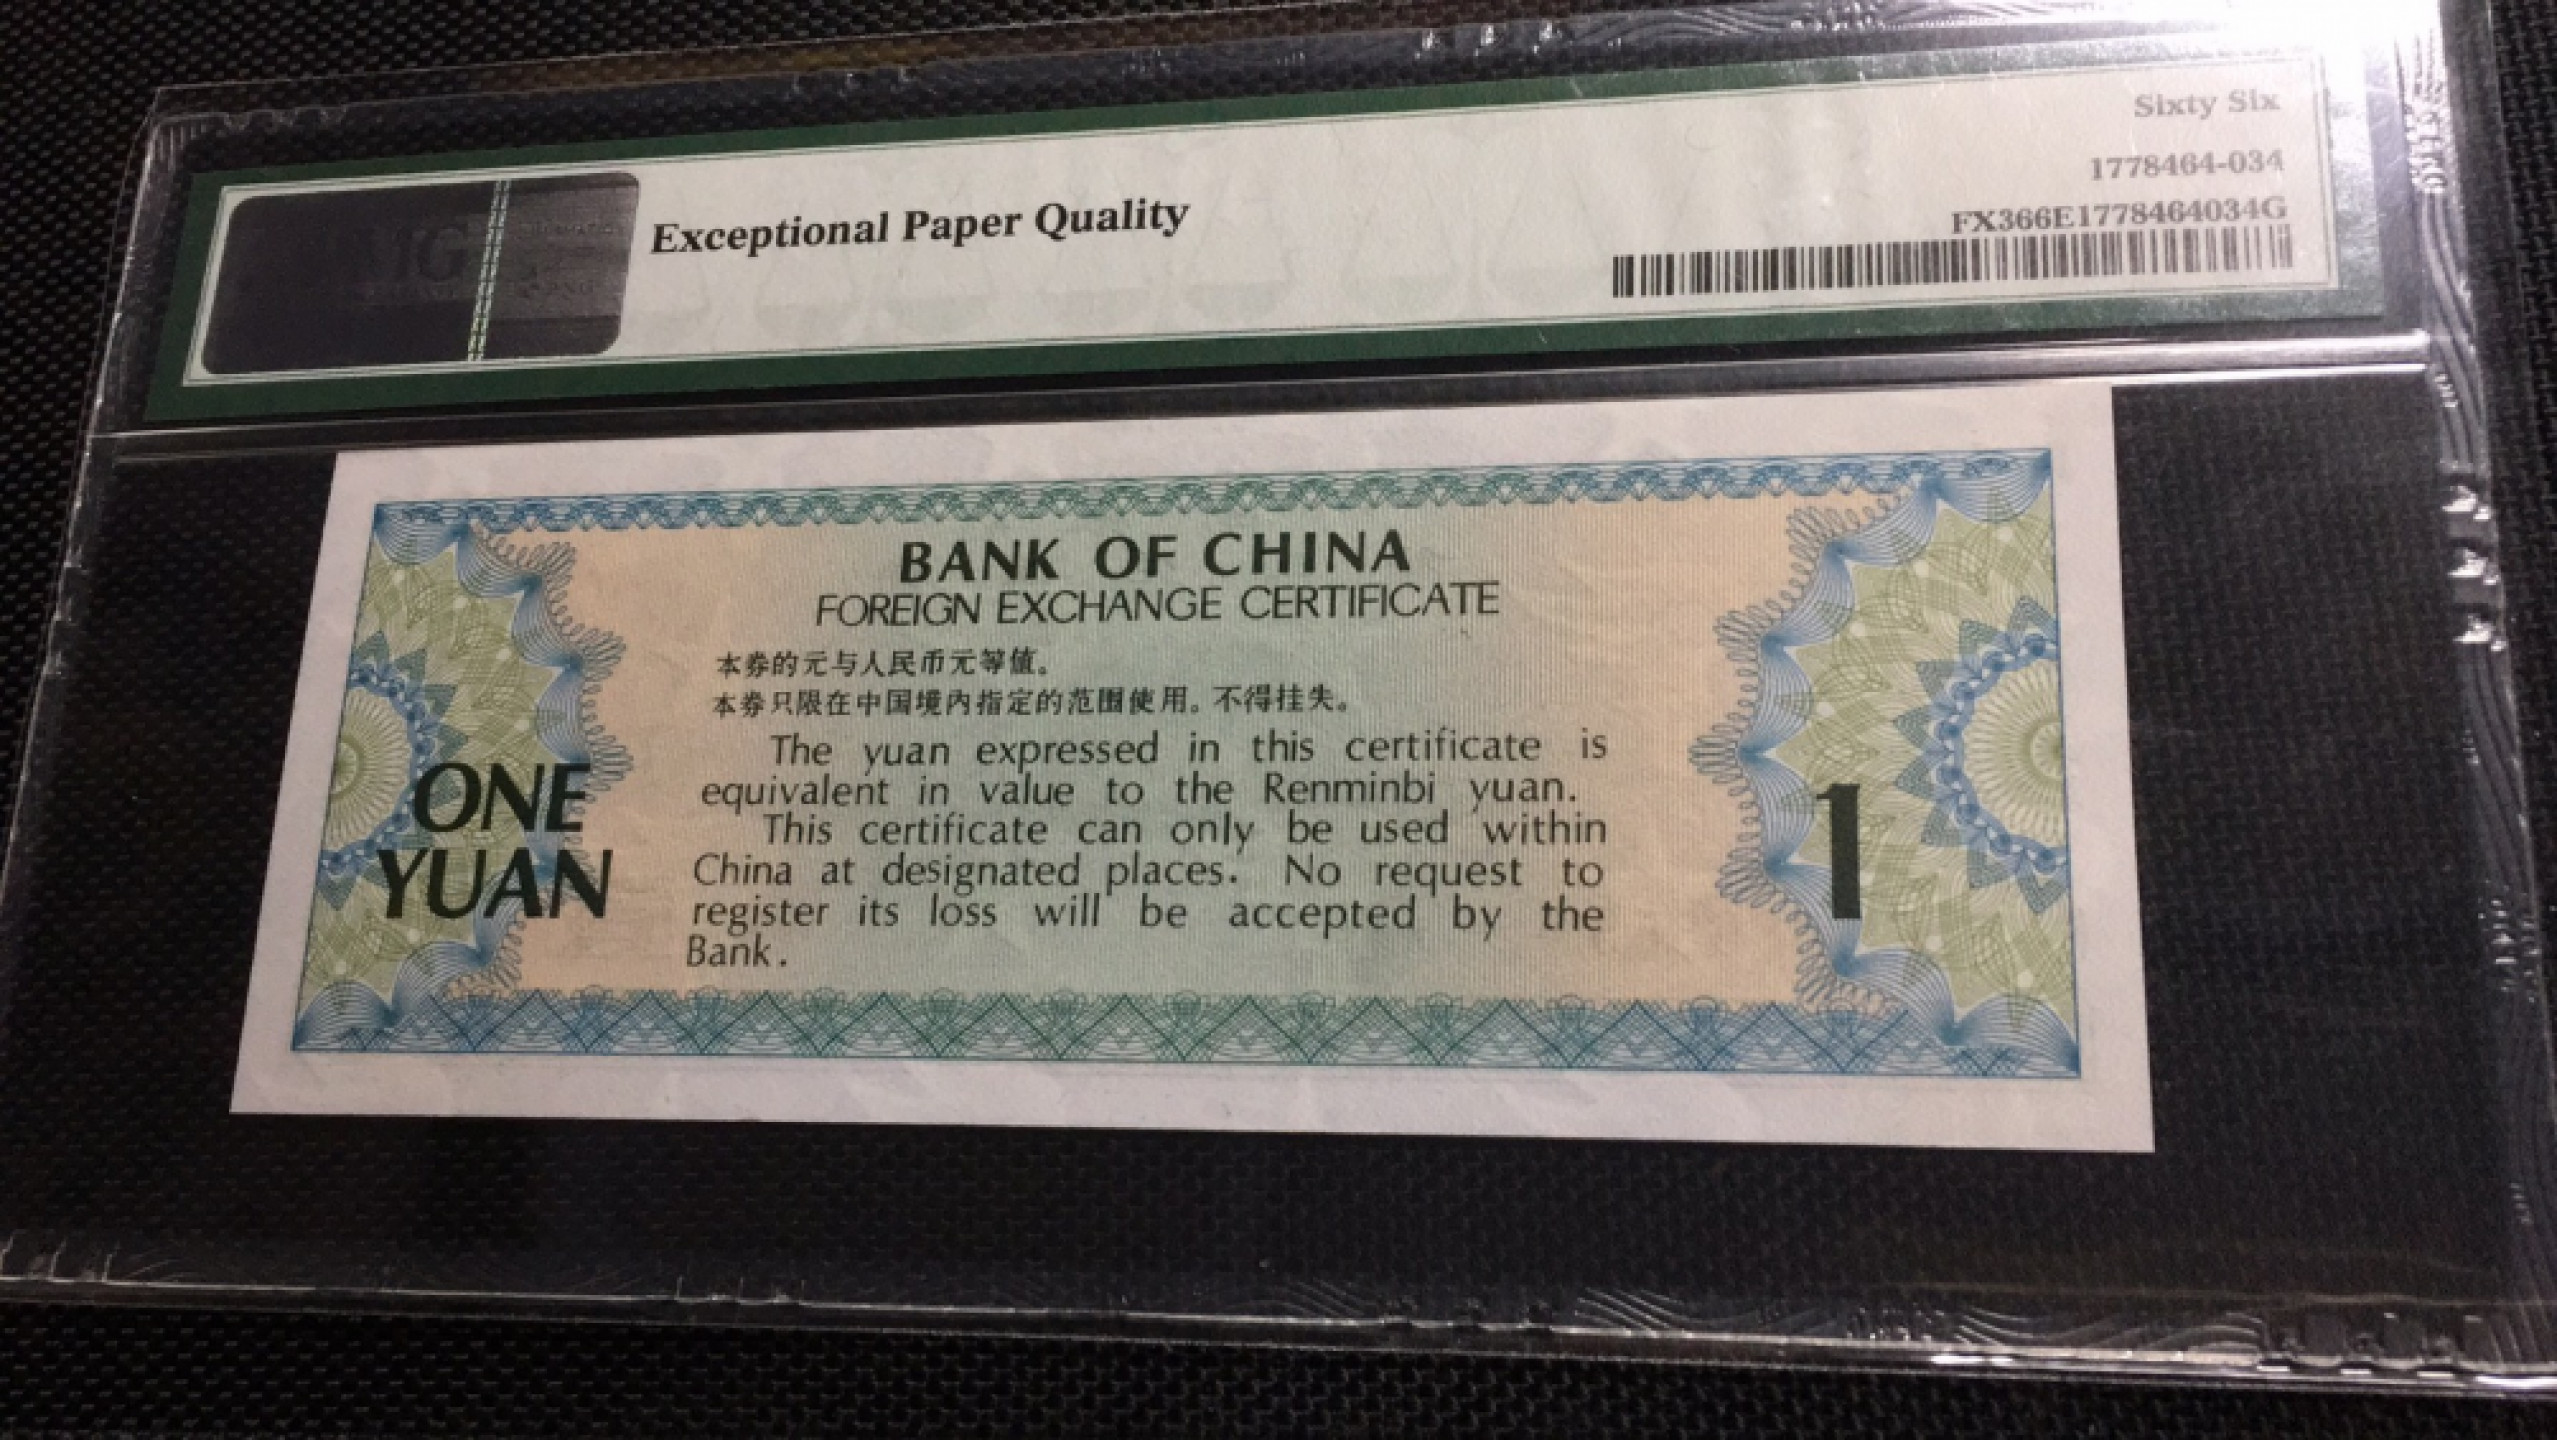 Sixty Six
1778464-034
Exceptional Paper Quality
FX366E1778464034G
BANK OF CHINA
FOREIGN EXCHANGE CERTIFICATE
本券的元与人民币元等值。
本券只限在中国境内指定的范围使用。不得挂失。
The yuan expressed in this certificate is
equivalent in value to the Renminbi yuan.
This certificate can only be used within
China at designated places. No request to
register its loss will be accepted by the
Bank.
ONE
YUAN
1